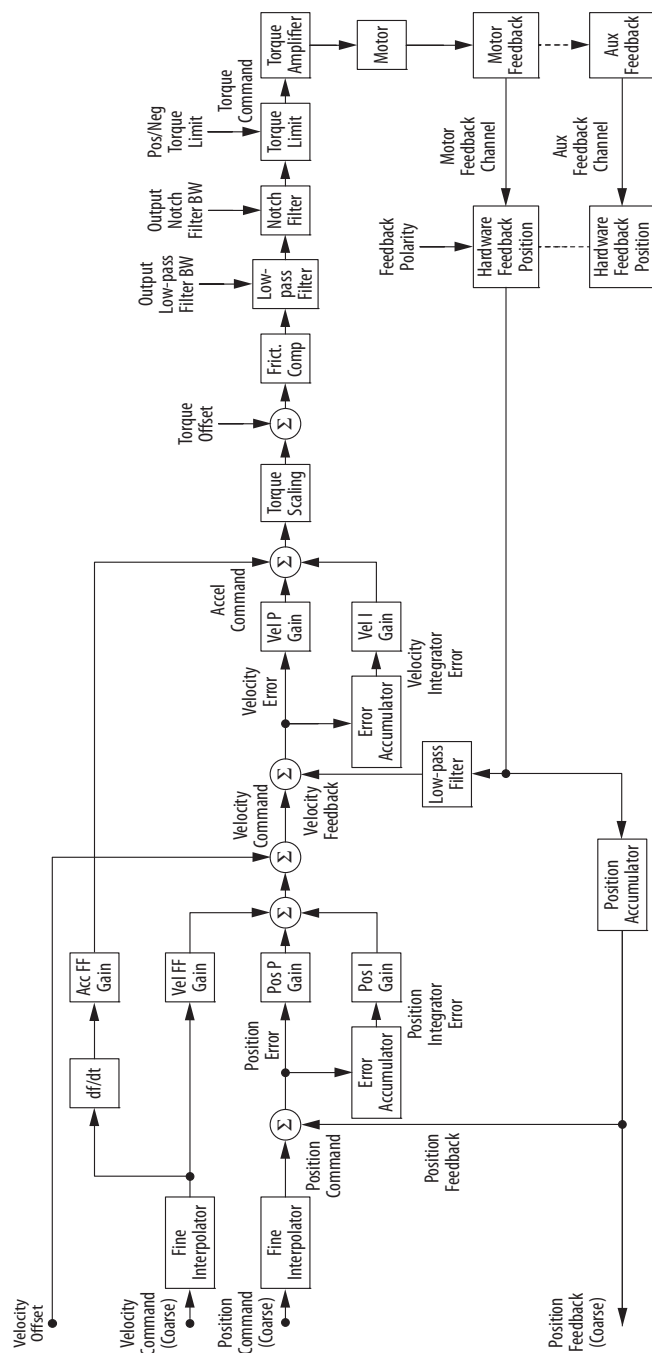 Velocity
Offset
Velocity
Command
(Coarse)
Position
Command
(Coarse)
Position
Feedback
(Coarse)
Fine
Interpolator
Fine
Interpolator
df/dt
Acc FF
Gain
Vel FF
Gain
Position
Command
Σ
Position
Error
Pos P
Gain
Error
Accumulator
Pos I
Gain
Position
Integrator
Error
Position
Feedback
Σ
Σ
Velocity
Command
Velocity
Feedback
Σ
Velocity
Error
Vel P
Gain
Error
Accumulator
Vel I
Gain
Velocity
Integrator
Error
Low-pass
Filter
Position
Accumulator
Accel
Command
Σ
Torque
Scaling
Torque
Offset
Σ
Frict.
Comp
Output
Low-pass
Filter BW
Low-
pass
Filter
Output
Notch
Filter BW
Notch
Filter
Pos/Neg
Torque
Limit
Torque
Limit
Torque
Command
Torque
Amplifier
Motor
Motor
Feedback
Aux
Feedback
Motor
Feedback
Channel
Aux
Feedback
Channel
Feedback
Polarity
Hardware
Feedback
Position
Hardware
Feedback
Position